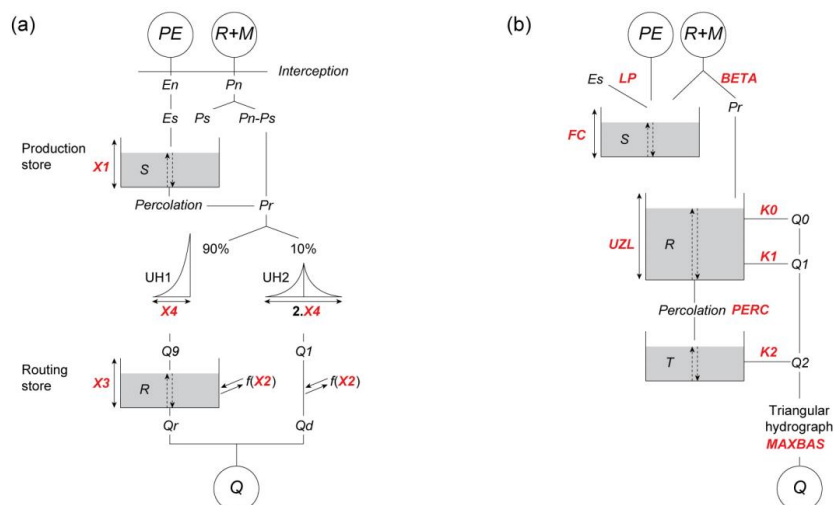 (a)
PE
R+M
Interception
En
Pn
Es
Ps
Pn-Ps
Production
store
X1
S
Percolation
Pr
90%
10%
UH1
UH2
X4
2.X4
Q9
Q1
Routing
store
X3
R
f(X2)
f(X2)
Qr
Qd
Q
(b)
PE
R+M
Es
LP
BETA
Pr
FC
S
K0
Q0
UZL
R
K1
Q1
Percolation
PERC
K2
T
Q2
Triangular
hydrograph
MAXBAS
Q